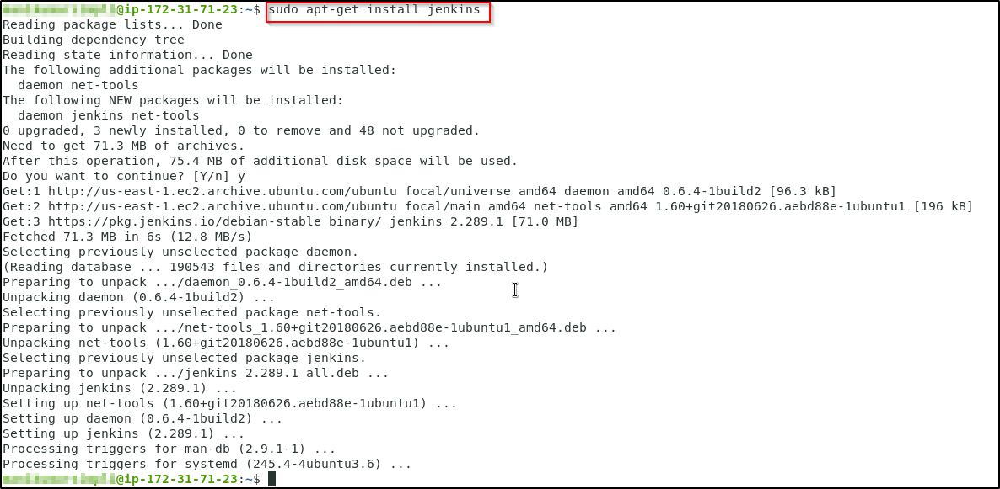 @ip-172-31-71-23:~$ sudo apt-get install jenkins
Reading package lists... Done
Building dependency tree
Reading state information... Done
The following additional packages will be installed:
  daemon net-tools
The following NEW packages will be installed:
  daemon jenkins net-tools
0 upgraded, 3 newly installed, 0 to remove and 48 not upgraded.
Need to get 71.3 MB of archives.
After this operation, 75.4 MB of additional disk space will be used.
Do you want to continue? [Y/n] y
Get:1 http://us-east-1.ec2.archive.ubuntu.com/ubuntu focal/universe amd64 daemon amd64 0.6.4-1build2 [96.3 kB]
Get:2 http://us-east-1.ec2.archive.ubuntu.com/ubuntu focal/main amd64 net-tools amd64 1.60+git20180626.aebd88e-1ubuntu1 [196 kB]
Get:3 https://pkg.jenkins.io/debian-stable binary/ jenkins 2.289.1 [71.0 MB]
Fetched 71.3 MB in 6s (12.8 MB/s)
Selecting previously unselected package daemon.
(Reading database ... 190543 files and directories currently installed.)
Preparing to unpack .../daemon_0.6.4-1build2_amd64.deb ...
Unpacking daemon (0.6.4-1build2) ...
Selecting previously unselected package net-tools.
Preparing to unpack .../net-tools_1.60+git20180626.aebd88e-1ubuntu1_amd64.deb ...
Unpacking net-tools (1.60+git20180626.aebd88e-1ubuntu1) ...
Selecting previously unselected package jenkins.
Preparing to unpack .../jenkins_2.289.1_all.deb ...
Unpacking jenkins (2.289.1) ...
Setting up net-tools (1.60+git20180626.aebd88e-1ubuntu1) ...
Setting up daemon (0.6.4-1build2) ...
Setting up jenkins (2.289.1) ...
Processing triggers for man-db (2.9.1-1) ...
Processing triggers for systemd (245.4-4ubuntu3.6) ...
@ip-172-31-71-23:~$